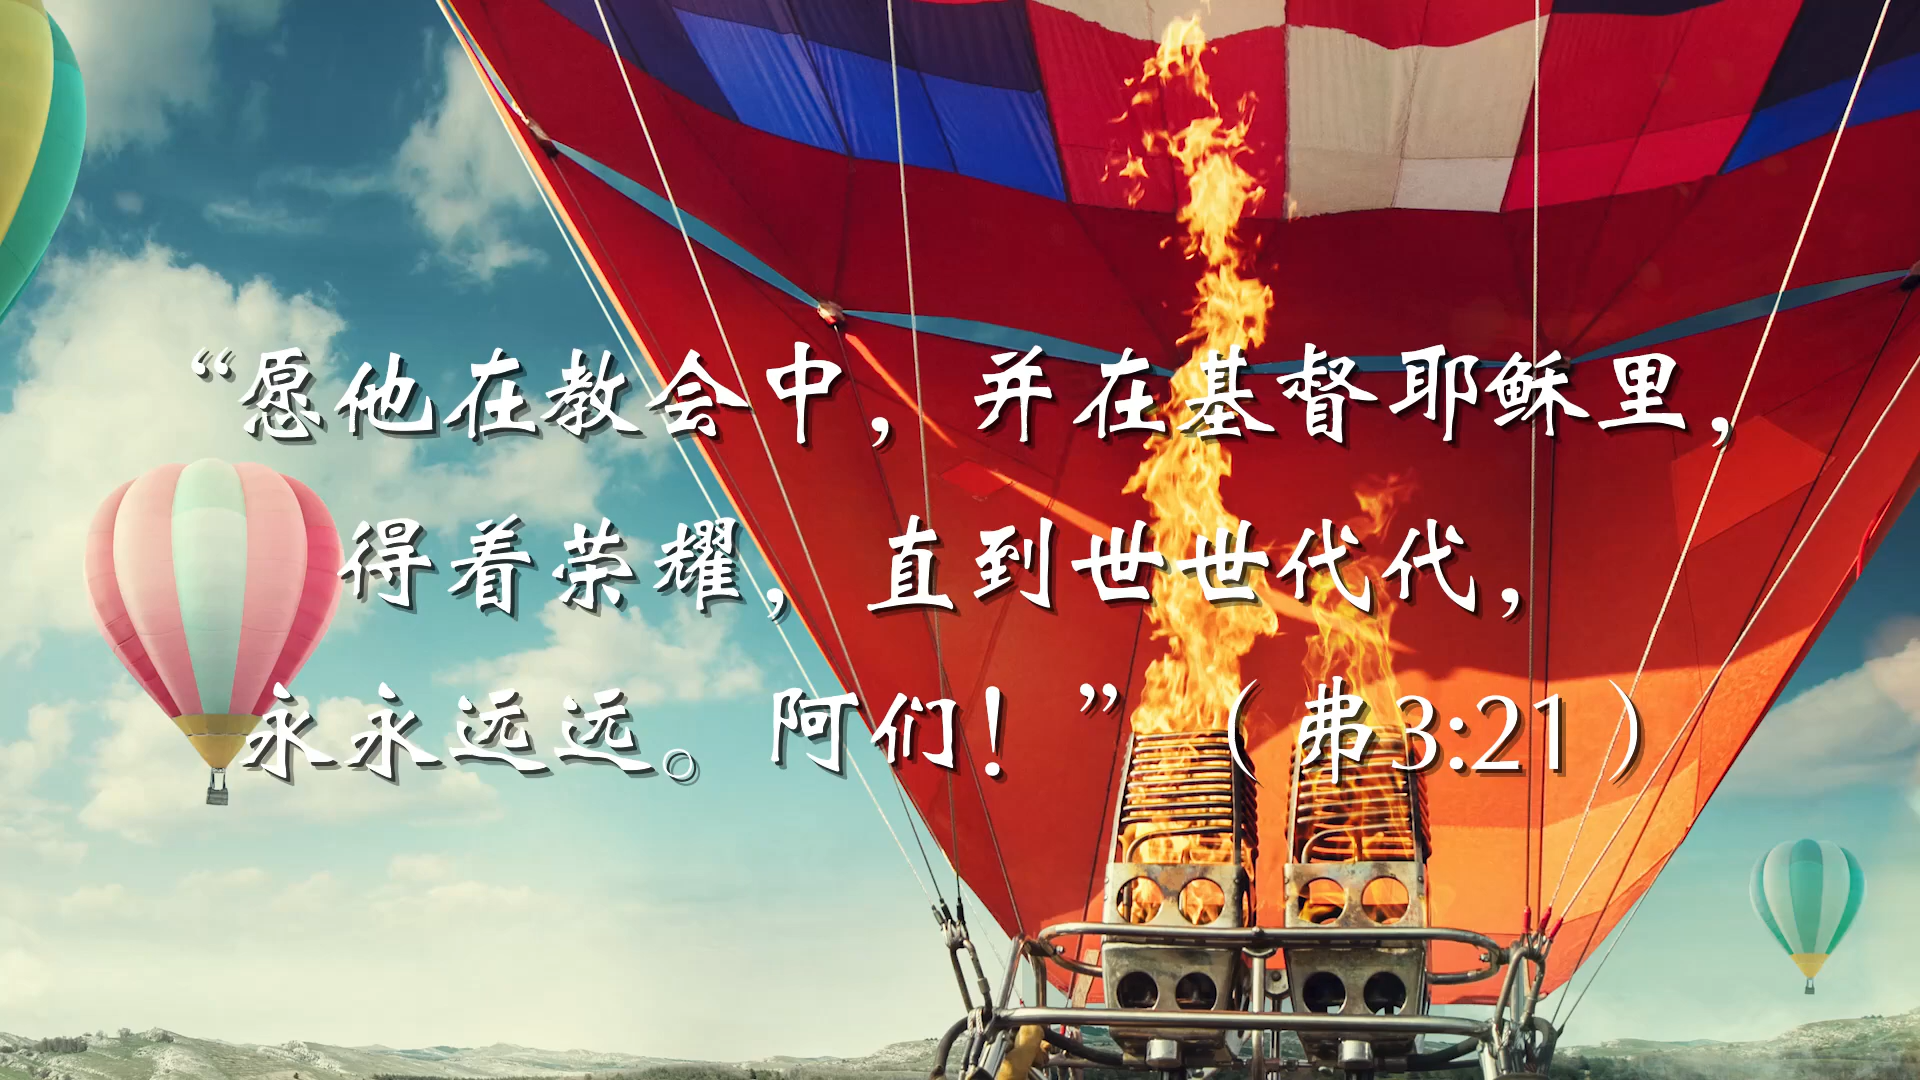 “愿他在教会中，并在基督耶稣里，
得着荣耀，直到世世代代，
永永远远。阿们！”（弗3:21）